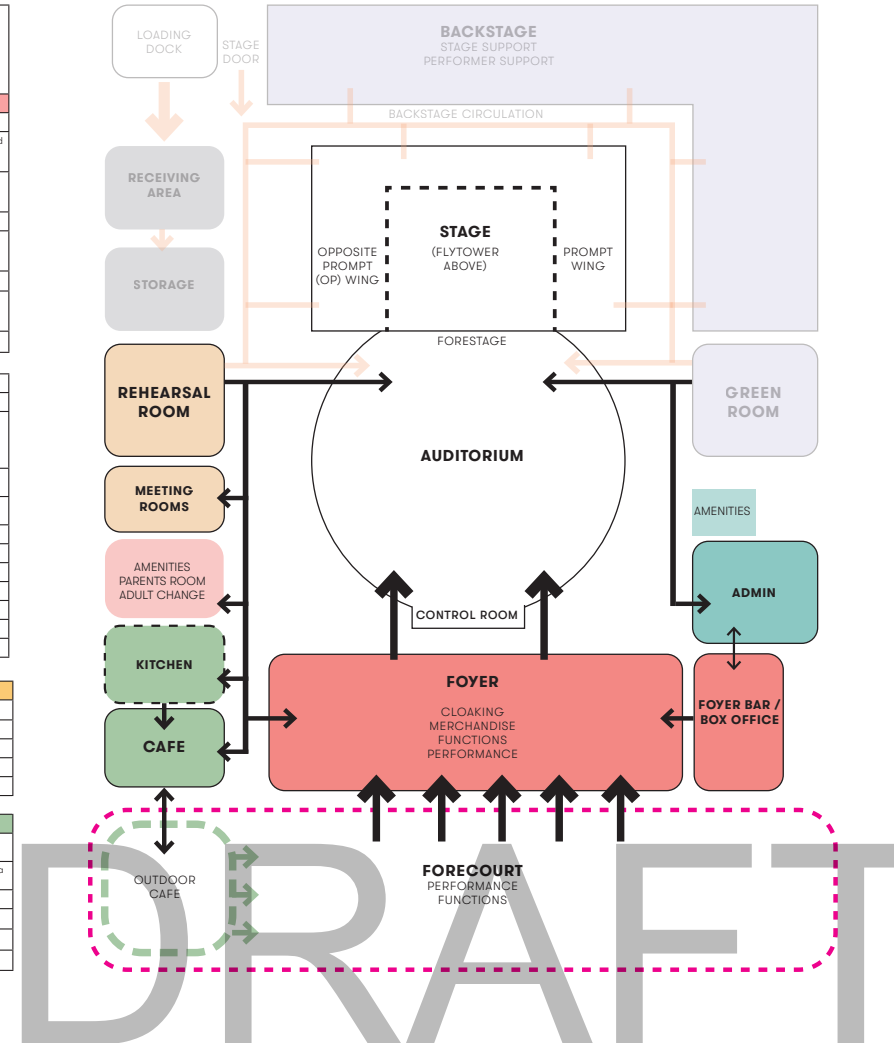 LOADING
DOCK
STAGE
DOOR
BACKSTAGE
STAGE SUPPORT
PERFORMER SUPPORT
BACKSTAGE CIRCULATION
RECEIVING
AREA
STORAGE
STAGE
(FLYTOWER
ABOVE)
OPPOSITE
PROMPT
(OP) WING
PROMPT
WING
FORESTAGE
REHEARSAL
ROOM
GREEN
ROOM
AUDITORIUM
MEETING
ROOMS
AMENITIES
AMENITIES
PARENTS ROOM
ADULT CHANGE
ADMIN
CONTROL ROOM
KITCHEN
FOYER
CLOAKING
MERCHANDISE
FUNCTIONS
PERFORMANCE
FOYER BAR /
BOX OFFICE
CAFE
OUTDOOR
CAFE
FORECOURT
PERFORMANCE
FUNCTIONS
DRAFT